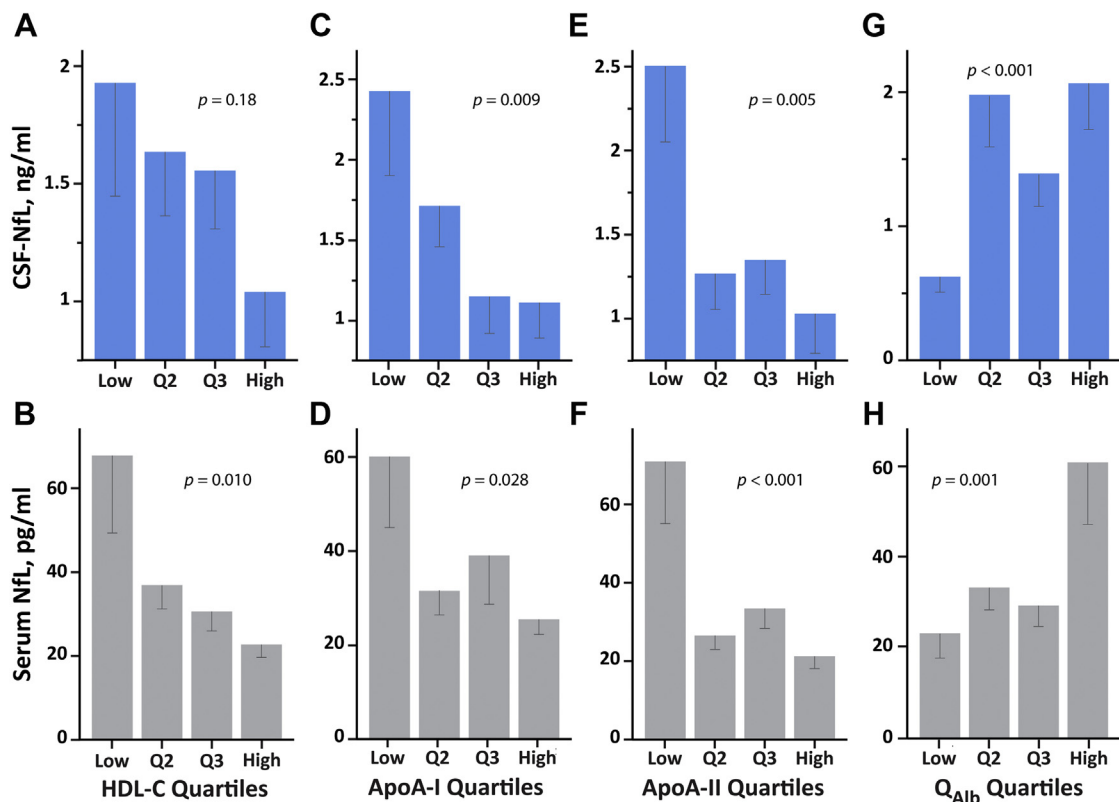 A
C
E
G
CSF-NfL, ng/ml
2
1.5
1
p = 0.18
Low Q2 Q3 High
2.5
2
1.5
1
p = 0.009
Low Q2 Q3 High
2.5
2
1.5
1
p = 0.005
Low Q2 Q3 High
2
1
0
p < 0.001
Low Q2 Q3 High
B
D
F
H
Serum NfL, pg/ml
60
40
20
0
p = 0.010
Low Q2 Q3 High
HDL-C Quartiles
60
40
20
0
p = 0.028
Low Q2 Q3 High
ApoA-I Quartiles
60
40
20
0
p < 0.001
Low Q2 Q3 High
ApoA-II Quartiles
60
40
20
0
p = 0.001
Low Q2 Q3 High
QAlb Quartiles